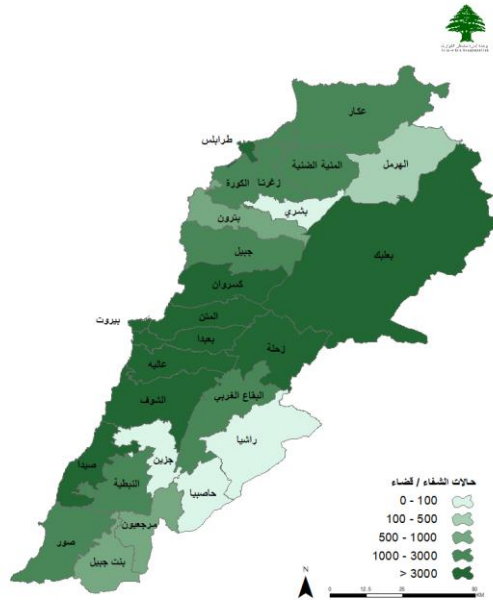 عكار
طرابلس
المنية الضنية
الهرمل
زغرتا
الكورة
بشري
بترون
بعلبك
جبيل
كسروان
المتن
بيروت
بعبدا
زحلة
عاليه
الشوف
البقاع الغربي
راشيا
صيدا
جزين
النبطية
حاصبيا
مرجعيون
صور
بنت جبيل
حالات الشفاء / قضاء
0 - 100
100 - 500
500 - 1000
1000 - 3000
> 3000
N
KM